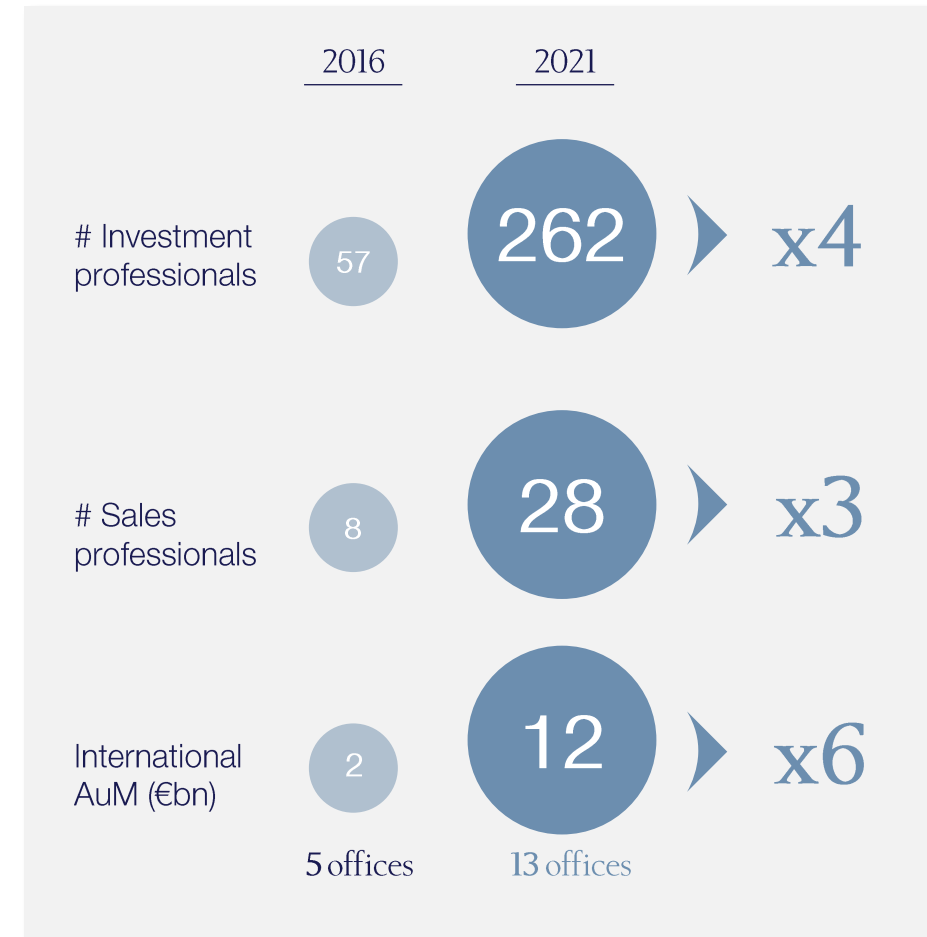 2016 2021
# Investment
professionals
57 262 x4
# Sales
professionals
8 28 x3
International
AuM (€bn)
2 12 x6
5 offices 13 offices